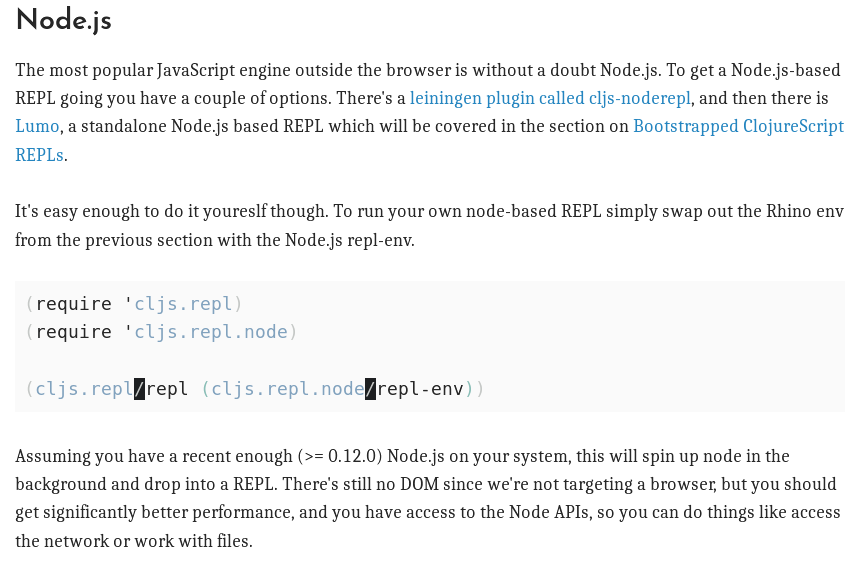 Node.js
The most popular JavaScript engine outside the browser is without a doubt Node.js. To get a Node.js-based
REPL going you have a couple of options. There's a leiningen plugin called cljs-noderepl, and then there is
Lumo, a standalone Node.js based REPL which will be covered in the section on Bootstrapped ClojureScript
REPLs.
It's easy enough to do it youreslf though. To run your own node-based REPL simply swap out the Rhino env
from the previous section with the Node.js repl-env.
(require 'cljs.repl)
(require 'cljs.repl.node)
(cljs.repl/repl (cljs.repl.node/repl-env))
Assuming you have a recent enough (>= 0.12.0) Node.js on your system, this will spin up node in the
background and drop into a REPL. There's still no DOM since we're not targeting a browser, but you should
get significantly better performance, and you have access to the Node APIs, so you can do things like access
the network or work with files.